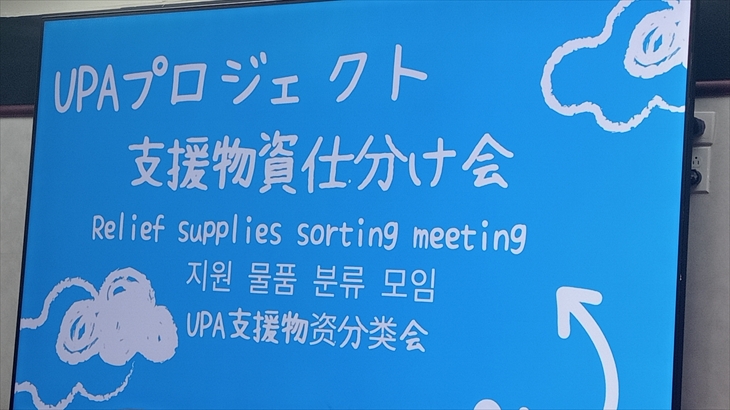 UPAプロジェクト
支援物資仕分け会
Relief supplies sorting meeting
지원 물품 분류 모임
UPA支援物资分类会